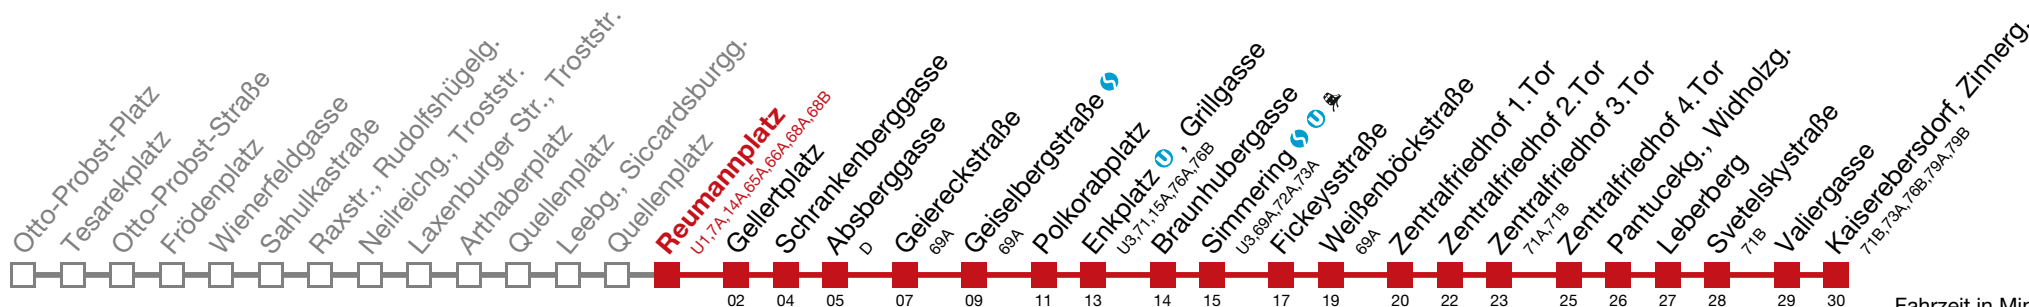 Otto-Probst-Platz
Tesarekplatz
Otto-Probst-Straße
Frödenplatz
Wienerfeldgasse
Sahulkastraße
Raxstr., Rudolfshügelg.
Neilreichg., Troststr.
Laxenburger Str., Troststr.
Arthaberplatz
Quellenplatz
Leebg., Siccardsburgg.
Quellenplatz
Reumannplatz
U1,7A,14A,65A,66A,68A,68B
Gellertplatz
Schrankenberggasse
Absberggasse
D
Geiereckstraße
69A
Geiselbergstraße S
69A
Polkorabplatz
Enkplatz U, Grillgasse
U3,71,15A,76A,76B
Braunhubergasse
Simmering S U
U3,69A,72A,73A
Fickeysstraße
Weißenböckstraße
69A
Zentralfriedhof 1.Tor
Zentralfriedhof 2.Tor
Zentralfriedhof 3.Tor
71A,71B
Zentralfriedhof 4.Tor
Pantucekg., Widholzg.
Leberberg
Svetelskystraße
71B
Valiergasse
Kaiserebersdorf, Zinnerg.
71B,73A,76B,79A,79B
02 04 05 07 09 11 13 14 15 17 19 20 22 23 25 26 27 28 29 30 Fahrzeit in Min